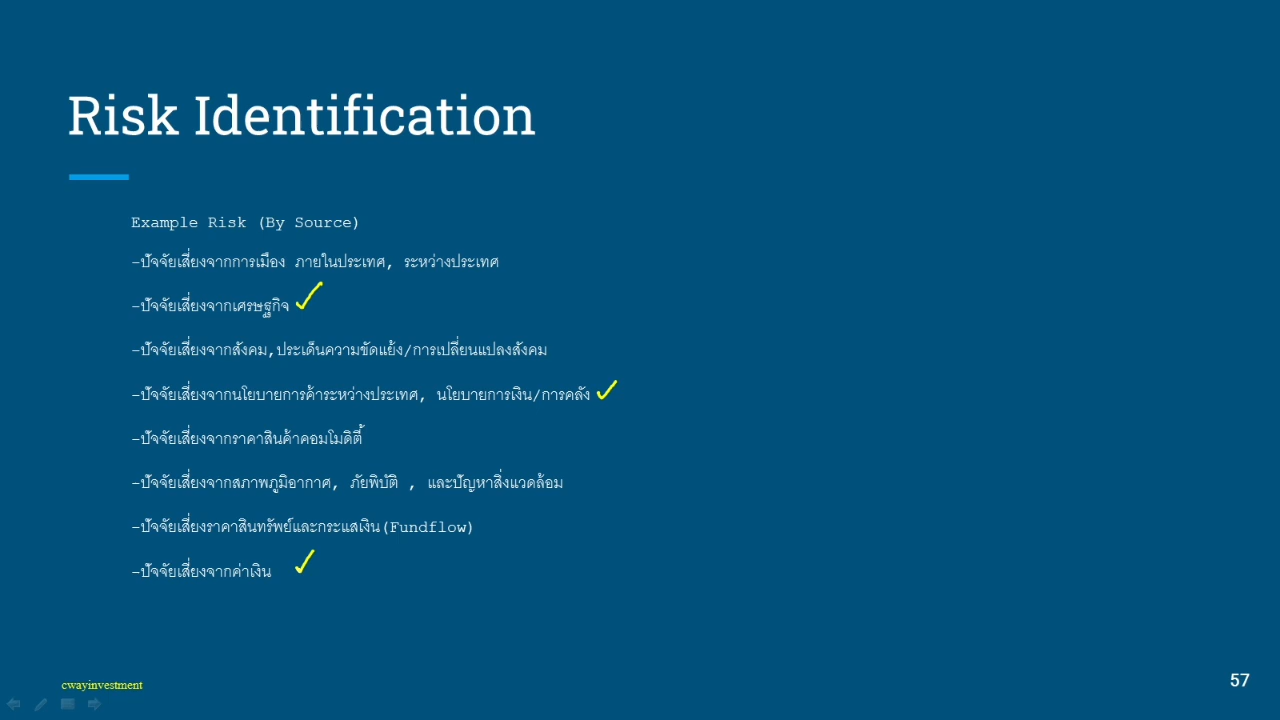 Risk Identification
Example Risk (By Source)
-ปัจจัยเสี่ยงจากการเมือง ภายในประเทศ, ระหว่างประเทศ
-ปัจจัยเสี่ยงจากเศรษฐกิจ
-ปัจจัยเสี่ยงจากสังคม,ประเด็นความขัดแย้ง/การเปลี่ยนแปลงสังคม
-ปัจจัยเสี่ยงจากนโยบายการค้าระหว่างประเทศ, นโยบายการเงิน/การคลัง
-ปัจจัยเสี่ยงจากราคาสินค้าคอมโมดิตี้
-ปัจจัยเสี่ยงจากสภาพภูมิอากาศ, ภัยพิบัติ , และปัญหาสิ่งแวดล้อม
-ปัจจัยเสี่ยงราคาสินทรัพย์และกระแสเงิน(Fundflow)
-ปัจจัยเสี่ยงจากค่าเงิน
cwayinvestment
57